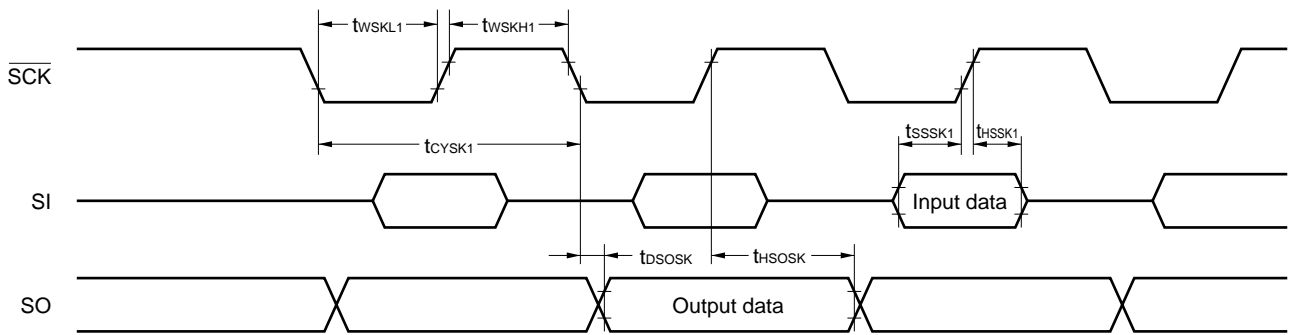 tWSKL1 tWSKH1
SCK
tCYSK1
tSSSK1 tHSSK1
SI
Input data
tDSOSK tHSOSK
SO
Output data